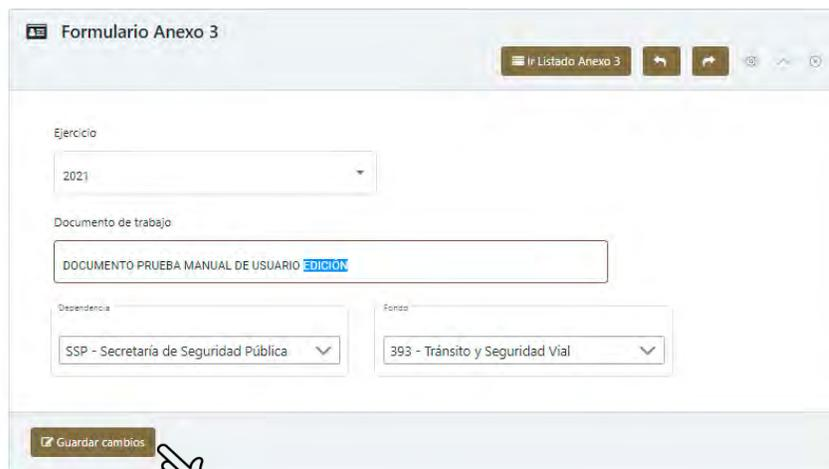 Formulario Anexo 3
Ir Listado Anexo 3
Ejercicio
2021
Documento de trabajo
DOCUMENTO PRUEBA MANUAL DE USUARIO EDICIÓN
Dependencia
Fondo
SSP - Secretaría de Seguridad Pública
393 - Tránsito y Seguridad Vial
Guardar cambios